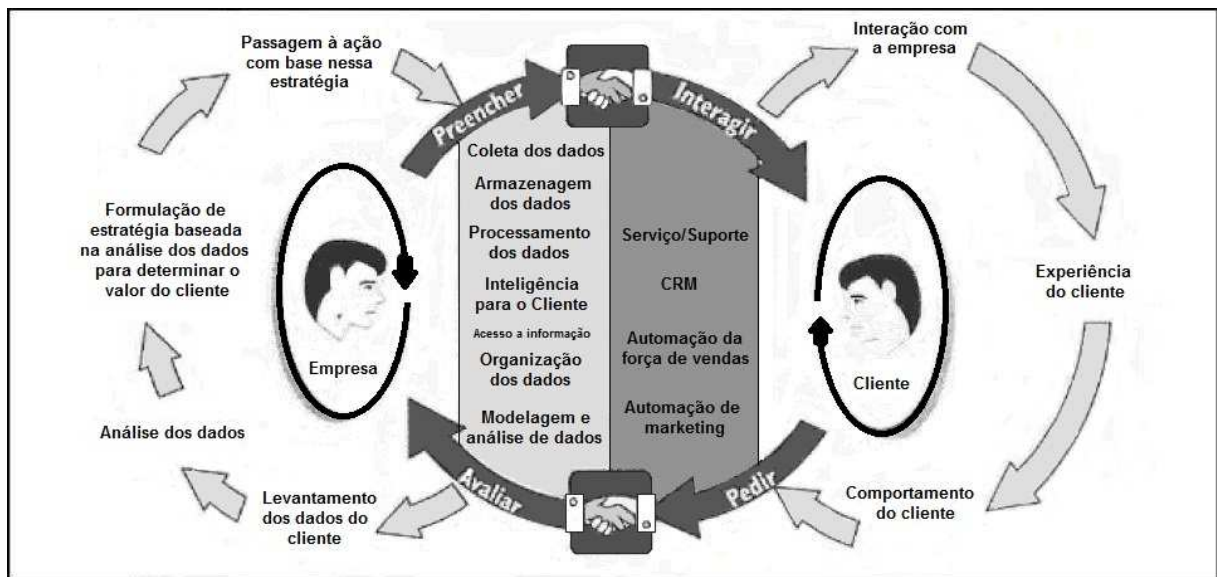 Passagem à ação
com base nessa
estratégia
Interação com
a empresa
Preencher
Interagir
Coleta dos dados
Armazenagem
dos dados
Processamento
dos dados
Inteligência
para o Cliente
Acesso a informação
Organização
dos dados
Modelagem e
análise de dados
Serviço/Suporte
CRM
Automação da
força de vendas
Automação de
marketing
Formulação de
estratégia baseada
na análise dos dados
para determinar o
valor do cliente
Empresa
Cliente
Experiência
do cliente
Análise dos dados
Avaliar
Pedir
Levantamento
dos dados do
cliente
Comportamento
do cliente